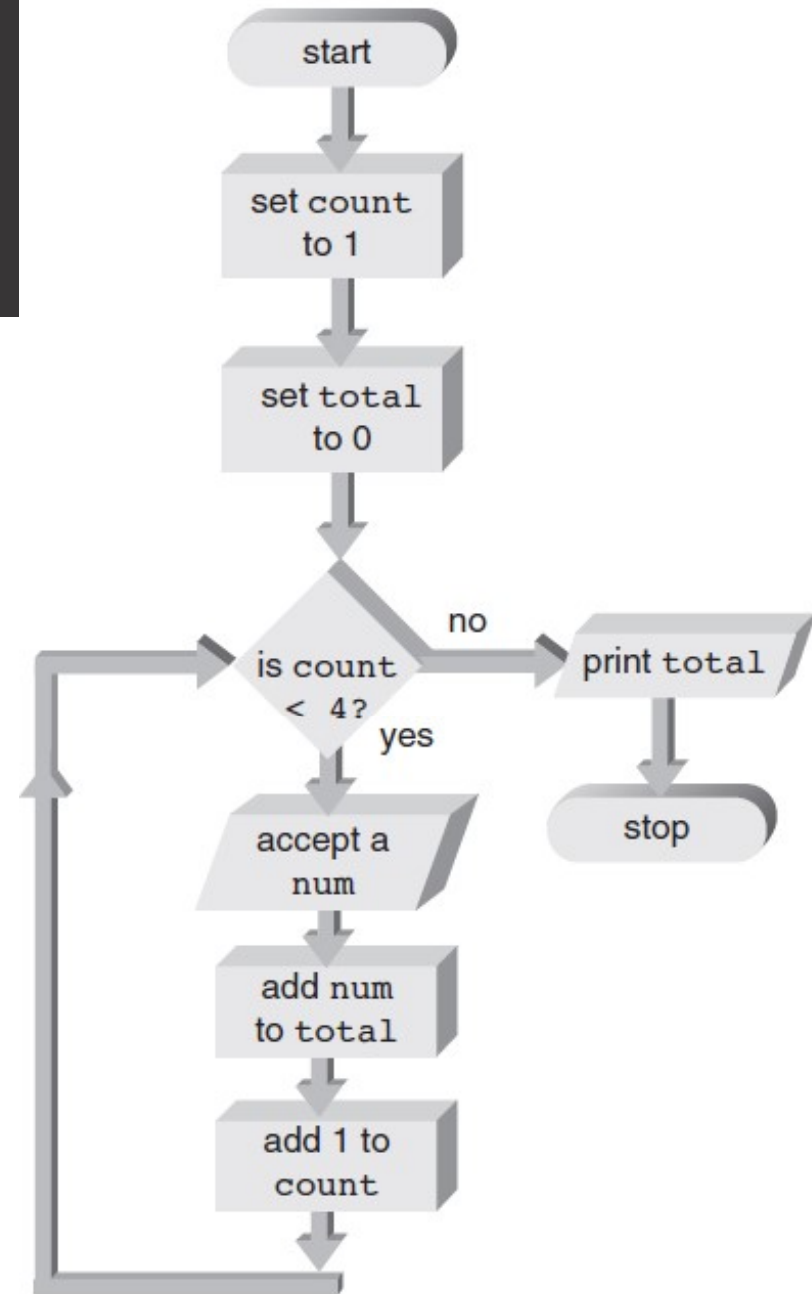 start
set count
to 1
set total
to 0
is count
< 4?
no
print total
stop
yes
accept a
num
add num
to total
add 1 to
count